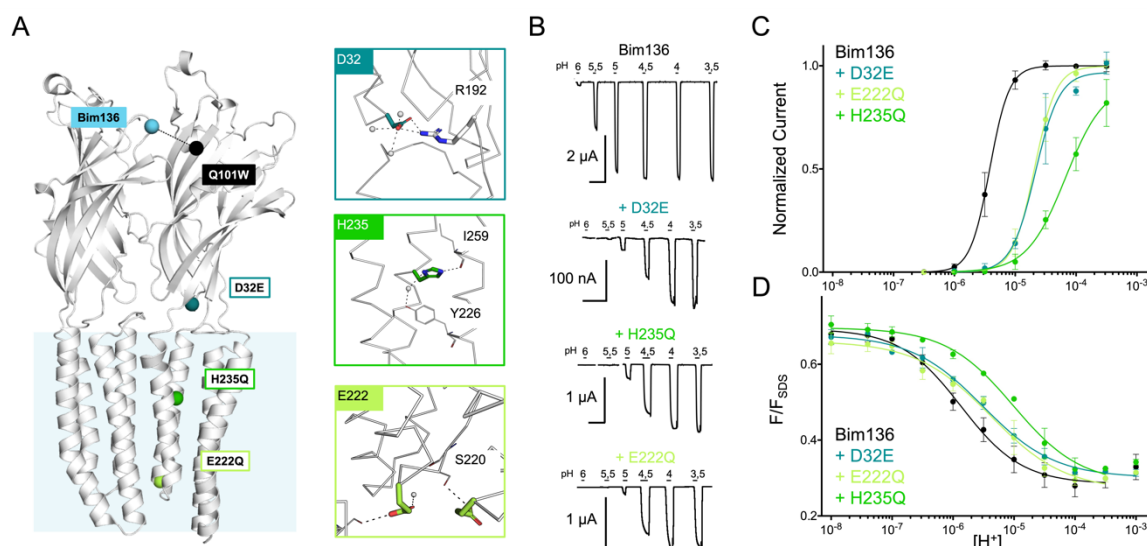 A
Bim136
Q101W
D32E
H235Q
E222Q
D32
R192
H235
I259
Y226
E222
S220
B
Bim136
pH 6 5,5 5 4,5 4 3,5
2 µA
+ D32E
pH 6 5,5 5 4,5 4 3,5
100 nA
+ H235Q
pH 6 5,5 5 4,5 4 3,5
1 µA
+ E222Q
pH 6 5,5 5 4,5 4 3,5
1 µA
C
Normalized Current
1.0
0.5
0.0
Bim136
+ D32E
+ E222Q
+ H235Q
10⁻⁸ 10⁻⁷ 10⁻⁶ 10⁻⁵ 10⁻⁴ 10⁻³
D
F/F_SDS
0.6
0.4
0.2
Bim136
+ D32E
+ E222Q
+ H235Q
10⁻⁸ 10⁻⁷ 10⁻⁶ 10⁻⁵ 10⁻⁴ 10⁻³
[H⁺]